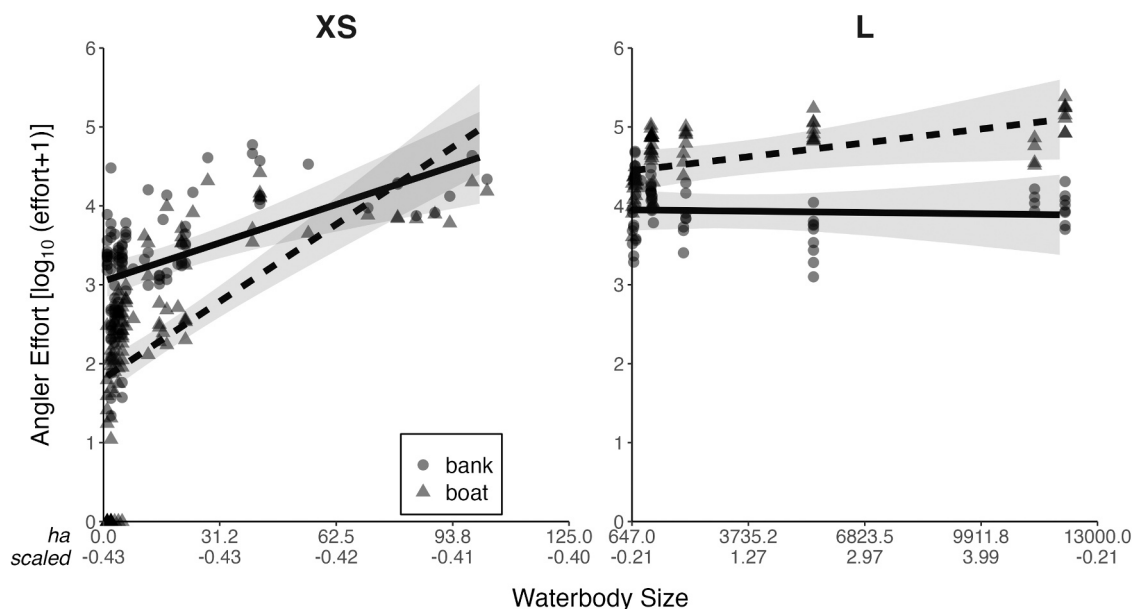 XS
L
6
5
4
3
2
1
0
6
5
4
3
2
1
0
Angler Effort [log10 (effort+1)]
bank
boat
ha 0.0 31.2 62.5 93.8 125.0 647.0 3735.2 6823.5 9911.8 13000.0
scaled -0.43 -0.43 -0.42 -0.41 -0.40 -0.21 1.27 2.97 3.99 -0.21
Waterbody Size